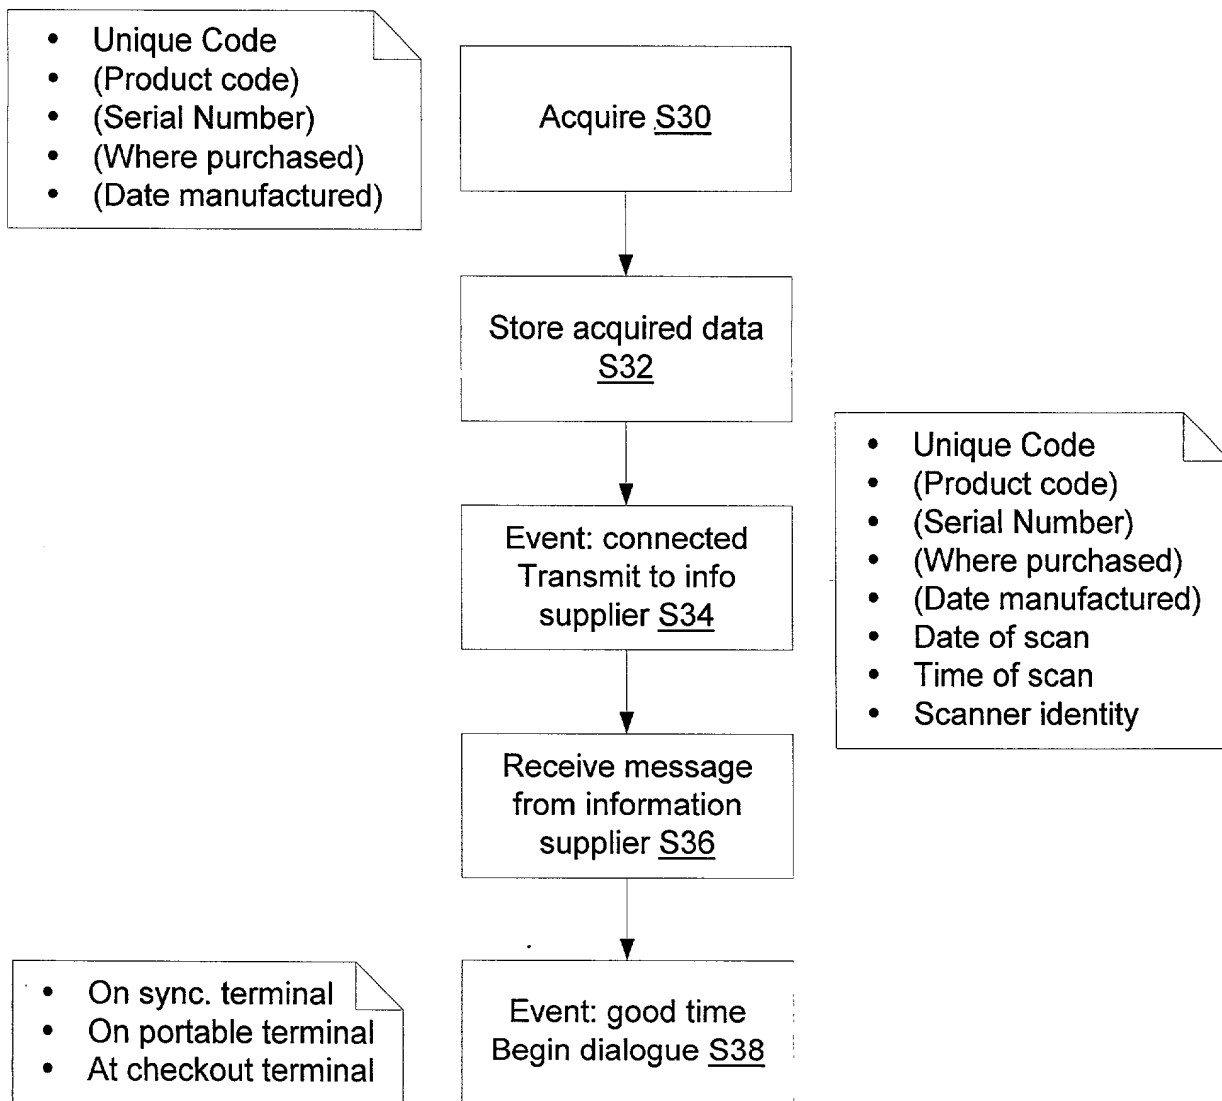 • Unique Code
• (Product code)
• (Serial Number)
• (Where purchased)
• (Date manufactured)
Acquire S30
Store acquired data
S32
Event: connected
Transmit to info
supplier S34
• Unique Code
• (Product code)
• (Serial Number)
• (Where purchased)
• (Date manufactured)
• Date of scan
• Time of scan
• Scanner identity
Receive message
from information
supplier S36
• On sync. terminal
• On portable terminal
• At checkout terminal
Event: good time
Begin dialogue S38